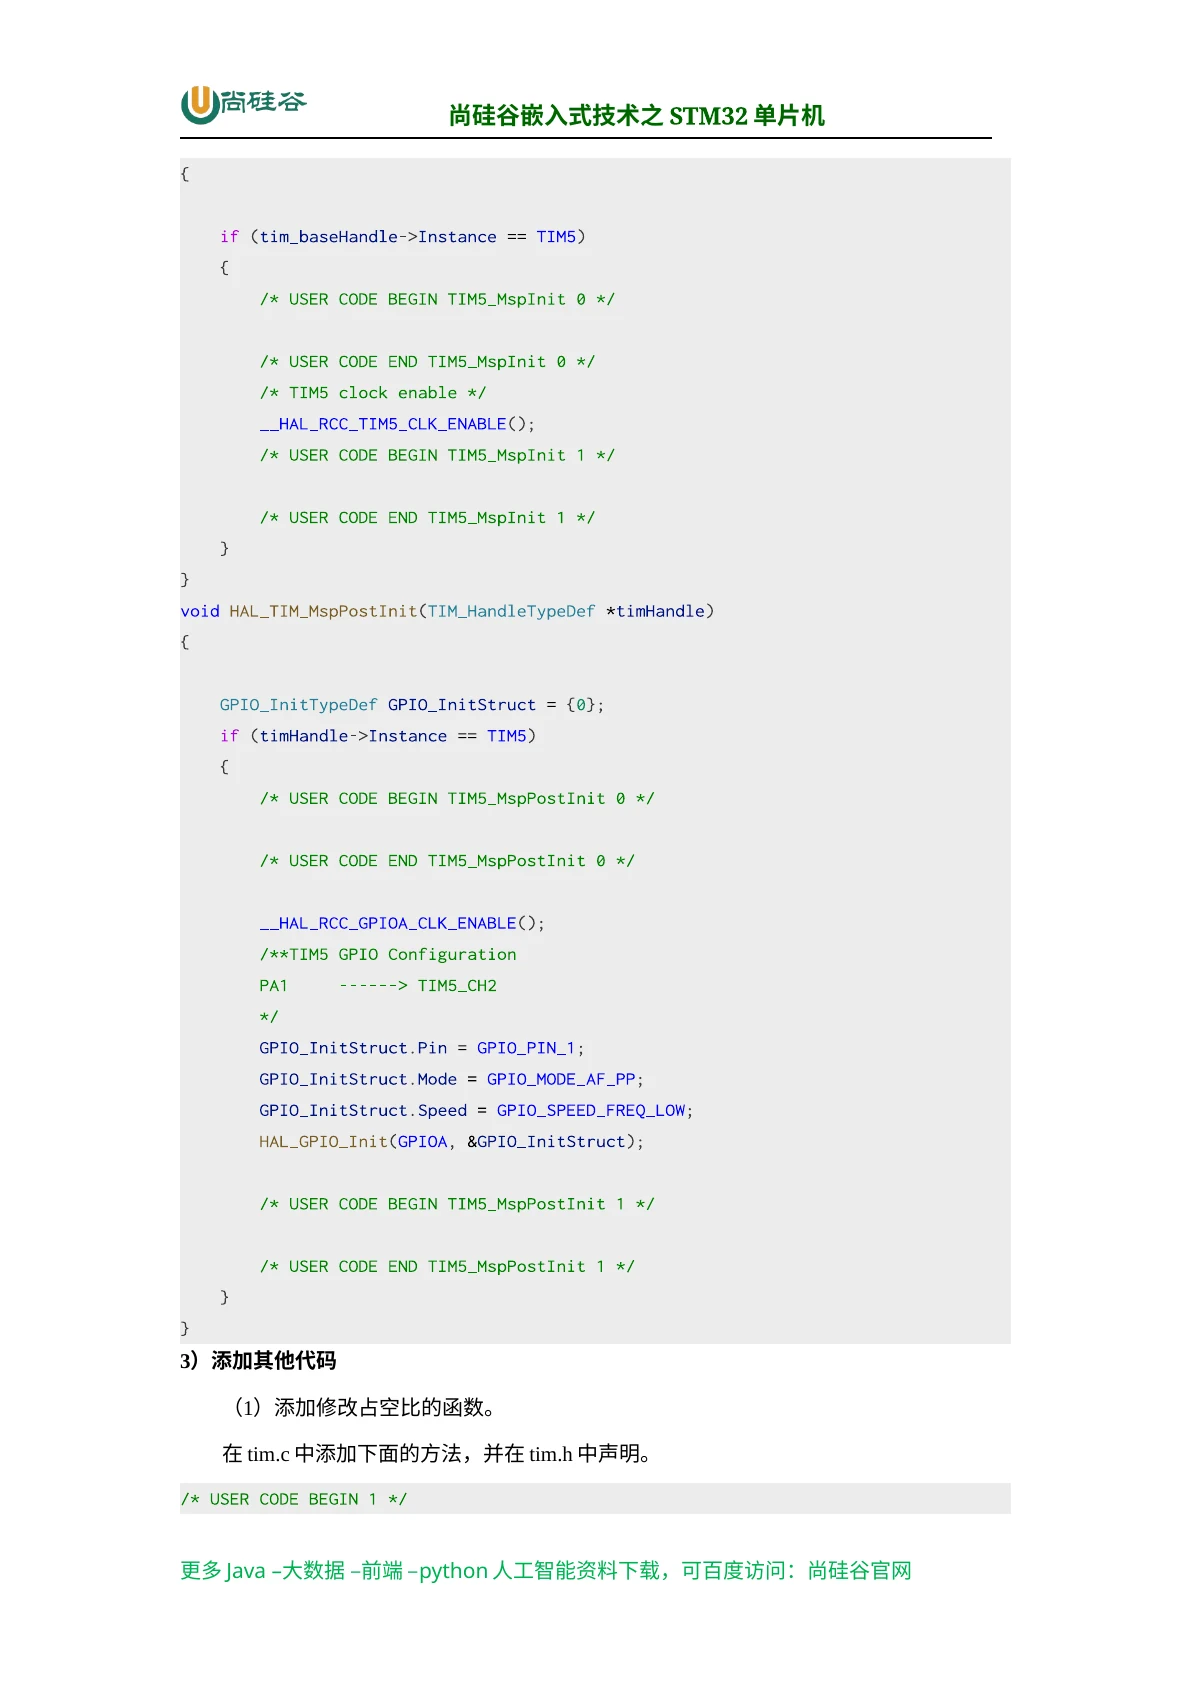 尚硅谷
尚硅谷嵌入式技术之 STM32 单片机
{
if (tim_baseHandle->Instance == TIM5)
{
/* USER CODE BEGIN TIM5_MspInit 0 */
/* USER CODE END TIM5_MspInit 0 */
/* TIM5 clock enable */
__HAL_RCC_TIM5_CLK_ENABLE();
/* USER CODE BEGIN TIM5_MspInit 1 */
/* USER CODE END TIM5_MspInit 1 */
}
}
void HAL_TIM_MspPostInit(TIM_HandleTypeDef *timHandle)
{
GPIO_InitTypeDef GPIO_InitStruct = {0};
if (timHandle->Instance == TIM5)
{
/* USER CODE BEGIN TIM5_MspPostInit 0 */
/* USER CODE END TIM5_MspPostInit 0 */
__HAL_RCC_GPIOA_CLK_ENABLE();
/**TIM5 GPIO Configuration
PA1     ------> TIM5_CH2
*/
GPIO_InitStruct.Pin = GPIO_PIN_1;
GPIO_InitStruct.Mode = GPIO_MODE_AF_PP;
GPIO_InitStruct.Speed = GPIO_SPEED_FREQ_LOW;
HAL_GPIO_Init(GPIOA, &GPIO_InitStruct);
/* USER CODE BEGIN TIM5_MspPostInit 1 */
/* USER CODE END TIM5_MspPostInit 1 */
}
}
3）添加其他代码
（1）添加修改占空比的函数。
在 tim.c 中添加下面的方法，并在 tim.h 中声明。
/* USER CODE BEGIN 1 */
更多 Java –大数据 –前端 –python 人工智能资料下载，可百度访问：尚硅谷官网